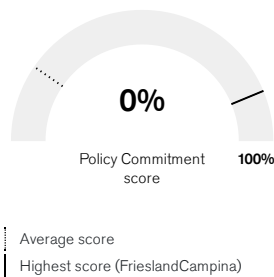 0%
Policy Commitment
100%
score
Average score
Highest score (FrieslandCampina)